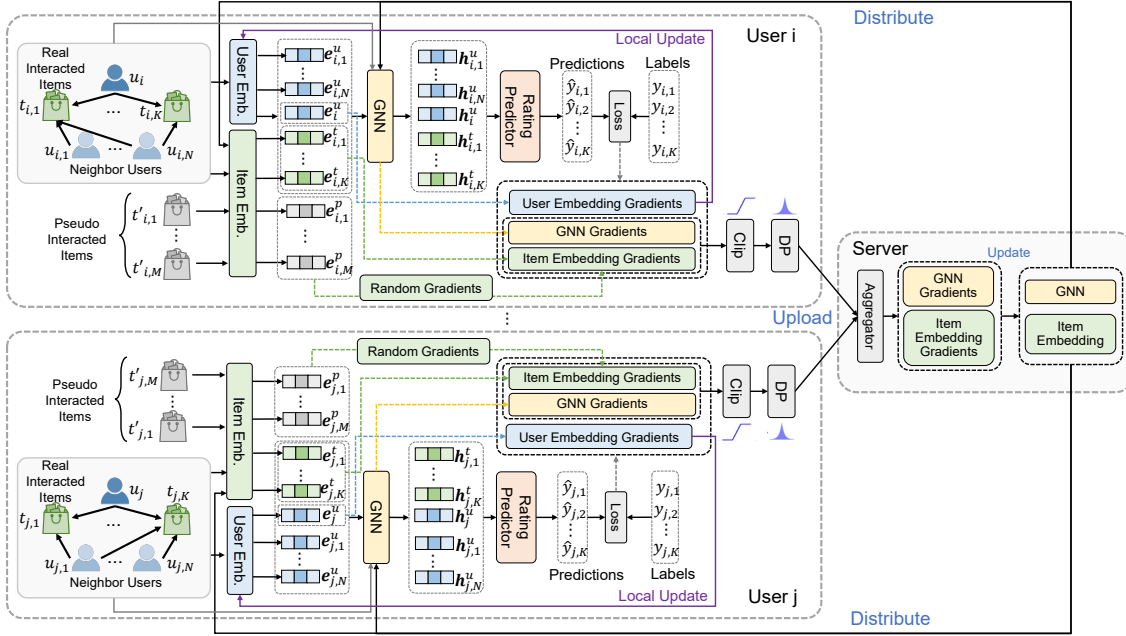 Distribute
User i
Real
Interacted
Items
u_i
t_{i,1}
...
t_{i,K}
u_{i,1}
...
u_{i,N}
Neighbor Users
Pseudo
Interacted
Items
t'_{i,1}
⋮
t'_{i,M}
User Emb.
Item Emb.
e^u_{i,1}
⋮
e^u_{i,N}
e^u_i
e^t_{i,1}
⋮
e^t_{i,K}
e^p_{i,1}
⋮
e^p_{i,M}
GNN
h^u_{i,1}
⋮
h^u_{i,N}
h^u_i
h^t_{i,1}
⋮
h^t_{i,K}
Rating
Predictor
Local Update
Predictions
ŷ_{i,1}
ŷ_{i,2}
...
ŷ_{i,K}
Loss
Labels
y_{i,1}
y_{i,2}
...
y_{i,K}
User Embedding Gradients
GNN Gradients
Item Embedding Gradients
Random Gradients
Clip
DP
...
Upload
Server
Aggregator
GNN
Gradients
Item
Embedding
Gradients
Update
GNN
Item
Embedding
Random Gradients
Pseudo
Interacted
Items
t'_{j,M}
⋮
t'_{j,1}
Real
Interacted
Items
u_j
t_{j,1}
...
t_{j,K}
u_{j,1}
...
u_{j,N}
Neighbor Users
Item Emb.
User Emb.
e^p_{j,1}
⋮
e^p_{j,M}
e^t_{j,1}
⋮
e^t_{j,K}
e^u_j
e^u_{j,1}
⋮
e^u_{j,N}
GNN
h^t_{j,1}
⋮
h^t_{j,K}
h^u_j
h^u_{j,1}
⋮
h^u_{j,N}
Rating
Predictor
Item Embedding Gradients
GNN Gradients
User Embedding Gradients
Clip
DP
ŷ_{j,1}
ŷ_{j,2}
...
ŷ_{j,K}
Predictions
Loss
y_{j,1}
y_{j,2}
...
y_{j,K}
Labels
Local Update
User j
Distribute